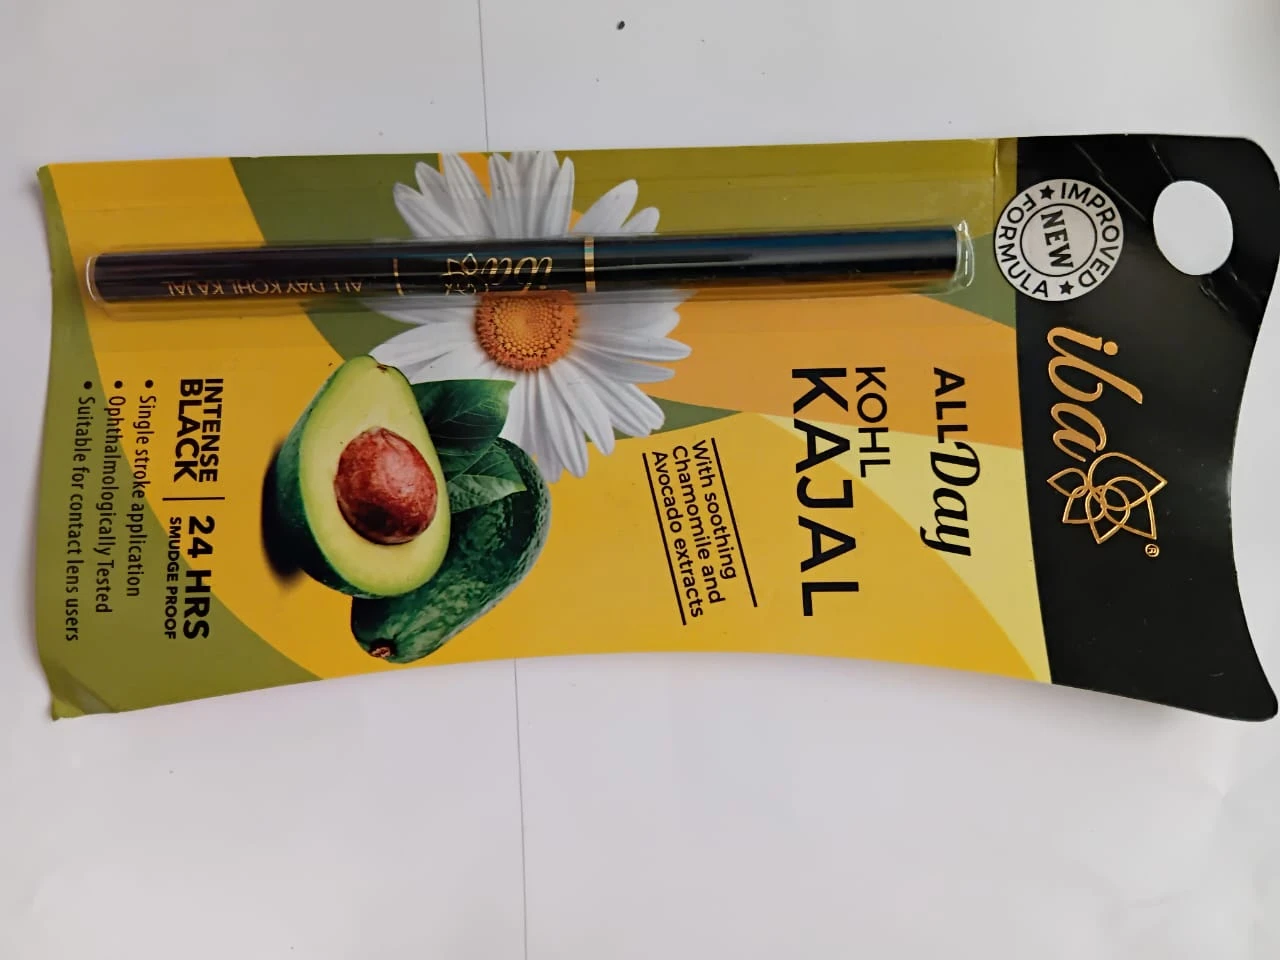 NEW
IMPROVED
FORMULA
iba®
ALL Day
KOHL
KAJAL
With soothing
Chamomile and
Avocado extracts
iba
ALL DAY KOHL KAJAL
INTENSE
BLACK
24 HRS
SMUDGE PROOF
• Single stroke application
• Ophthalmologically Tested
• Suitable for contact lens users